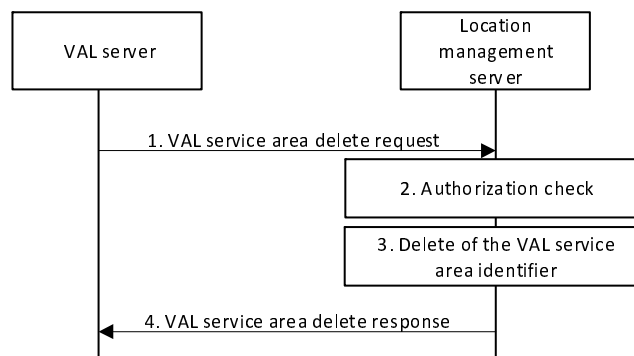 VAL server
Location
management
server
1. VAL service area delete request
2. Authorization check
3. Delete of the VAL service
area identifier
4. VAL service area delete response